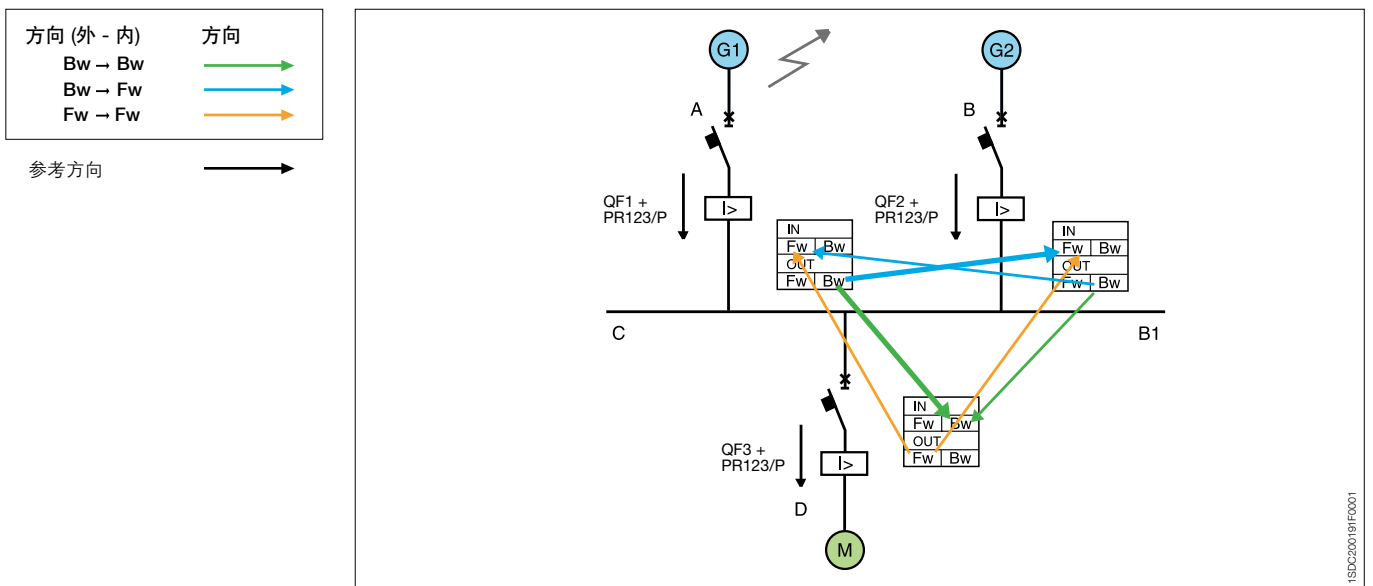 方向 (外 - 内) 方向
Bw → Bw
Bw → Fw
Fw → Fw
参考方向
G1
G2
A
B
QF1 +
PR123/P
I>
QF2 +
PR123/P
I>
IN
Fw Bw
OUT
Fw Bw
IN
Fw Bw
OUT
Fw Bw
C
B1
IN
Fw Bw
OUT
Fw Bw
QF3 +
PR123/P
I>
D
M
1SDC200191F0001